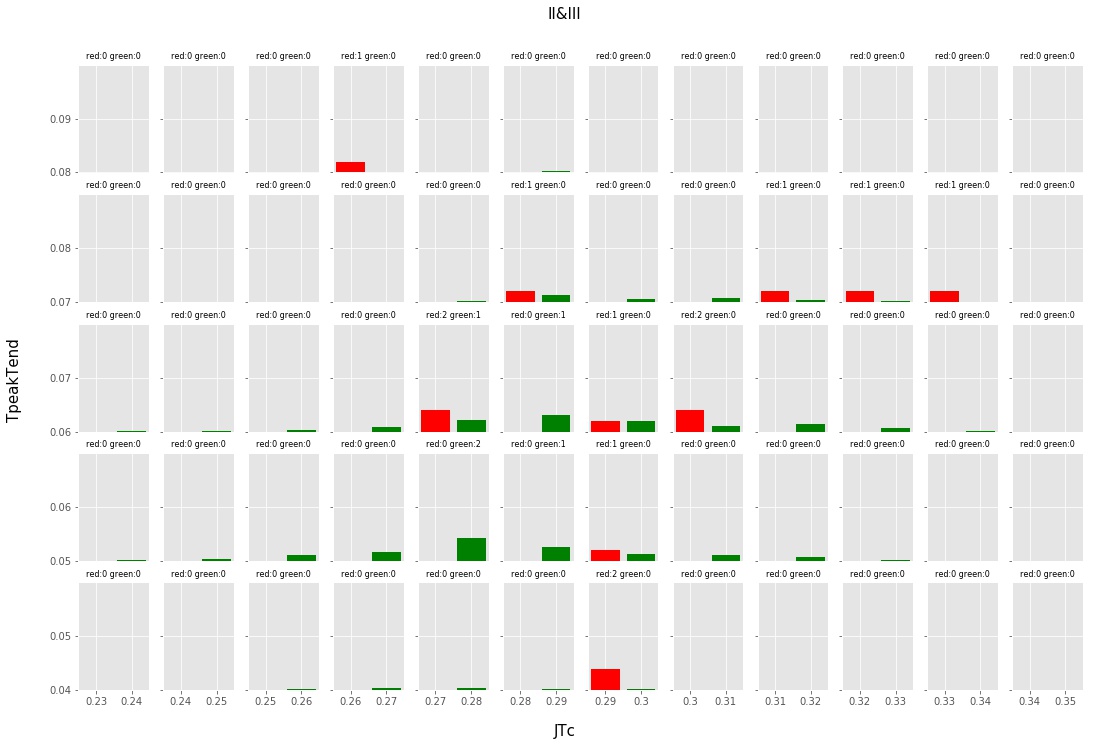 II&III
red:0 green:0 red:0 green:0 red:0 green:0 red:1 green:0 red:0 green:0 red:0 green:0 red:0 green:0 red:0 green:0 red:0 green:0 red:0 green:0 red:0 green:0 red:0 green:0
0.09
0.08
red:0 green:0 red:0 green:0 red:0 green:0 red:0 green:0 red:0 green:0 red:1 green:0 red:0 green:0 red:0 green:0 red:1 green:0 red:1 green:0 red:1 green:0 red:0 green:0
0.08
0.07
red:0 green:0 red:0 green:0 red:0 green:0 red:0 green:0 red:2 green:1 red:0 green:1 red:1 green:0 red:2 green:0 red:0 green:0 red:0 green:0 red:0 green:0 red:0 green:0
0.07
0.06
TpeakTend
red:0 green:0 red:0 green:0 red:0 green:0 red:0 green:0 red:0 green:2 red:0 green:1 red:1 green:0 red:0 green:0 red:0 green:0 red:0 green:0 red:0 green:0 red:0 green:0
0.06
0.05
red:0 green:0 red:0 green:0 red:0 green:0 red:0 green:0 red:0 green:0 red:0 green:0 red:2 green:0 red:0 green:0 red:0 green:0 red:0 green:0 red:0 green:0 red:0 green:0
0.05
0.04
0.23 0.24 0.24 0.25 0.25 0.26 0.26 0.27 0.27 0.28 0.28 0.29 0.29 0.3 0.3 0.31 0.31 0.32 0.32 0.33 0.33 0.34 0.34 0.35
JTc